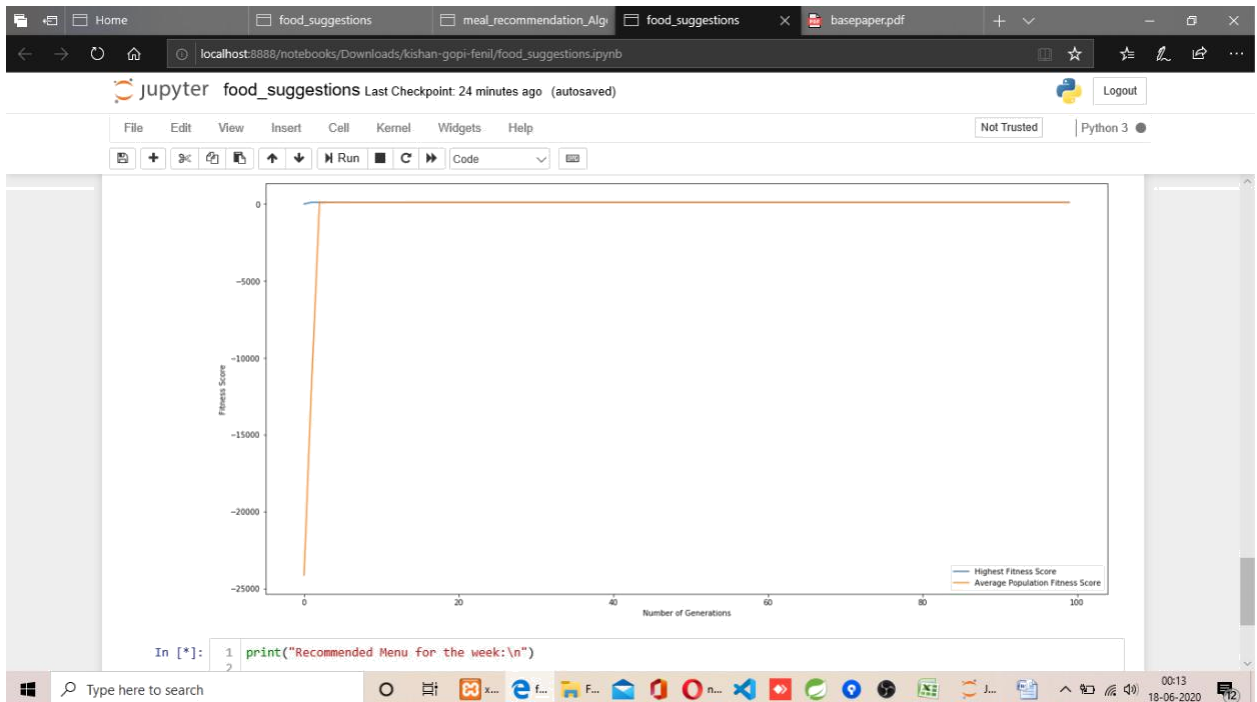 Home
food_suggestions
meal_recommendation_Algo
food_suggestions
basepaper.pdf
localhost:8888/notebooks/Downloads/kishan-gopi-fenil/food_suggestions.ipynb
jupyter food_suggestions Last Checkpoint: 24 minutes ago (autosaved)
Logout
File Edit View Insert Cell Kernel Widgets Help
Not Trusted
Python 3
Run
Code
0
−5000
−10000
−15000
−20000
−25000
Fitness Score
Highest Fitness Score
Average Population Fitness Score
0 20 40 60 80 100
Number of Generations
In [*]: 1 print("Recommended Menu for the week:\n")
2
Type here to search
x... f... F... n... J...
00:13
18-06-2020
12